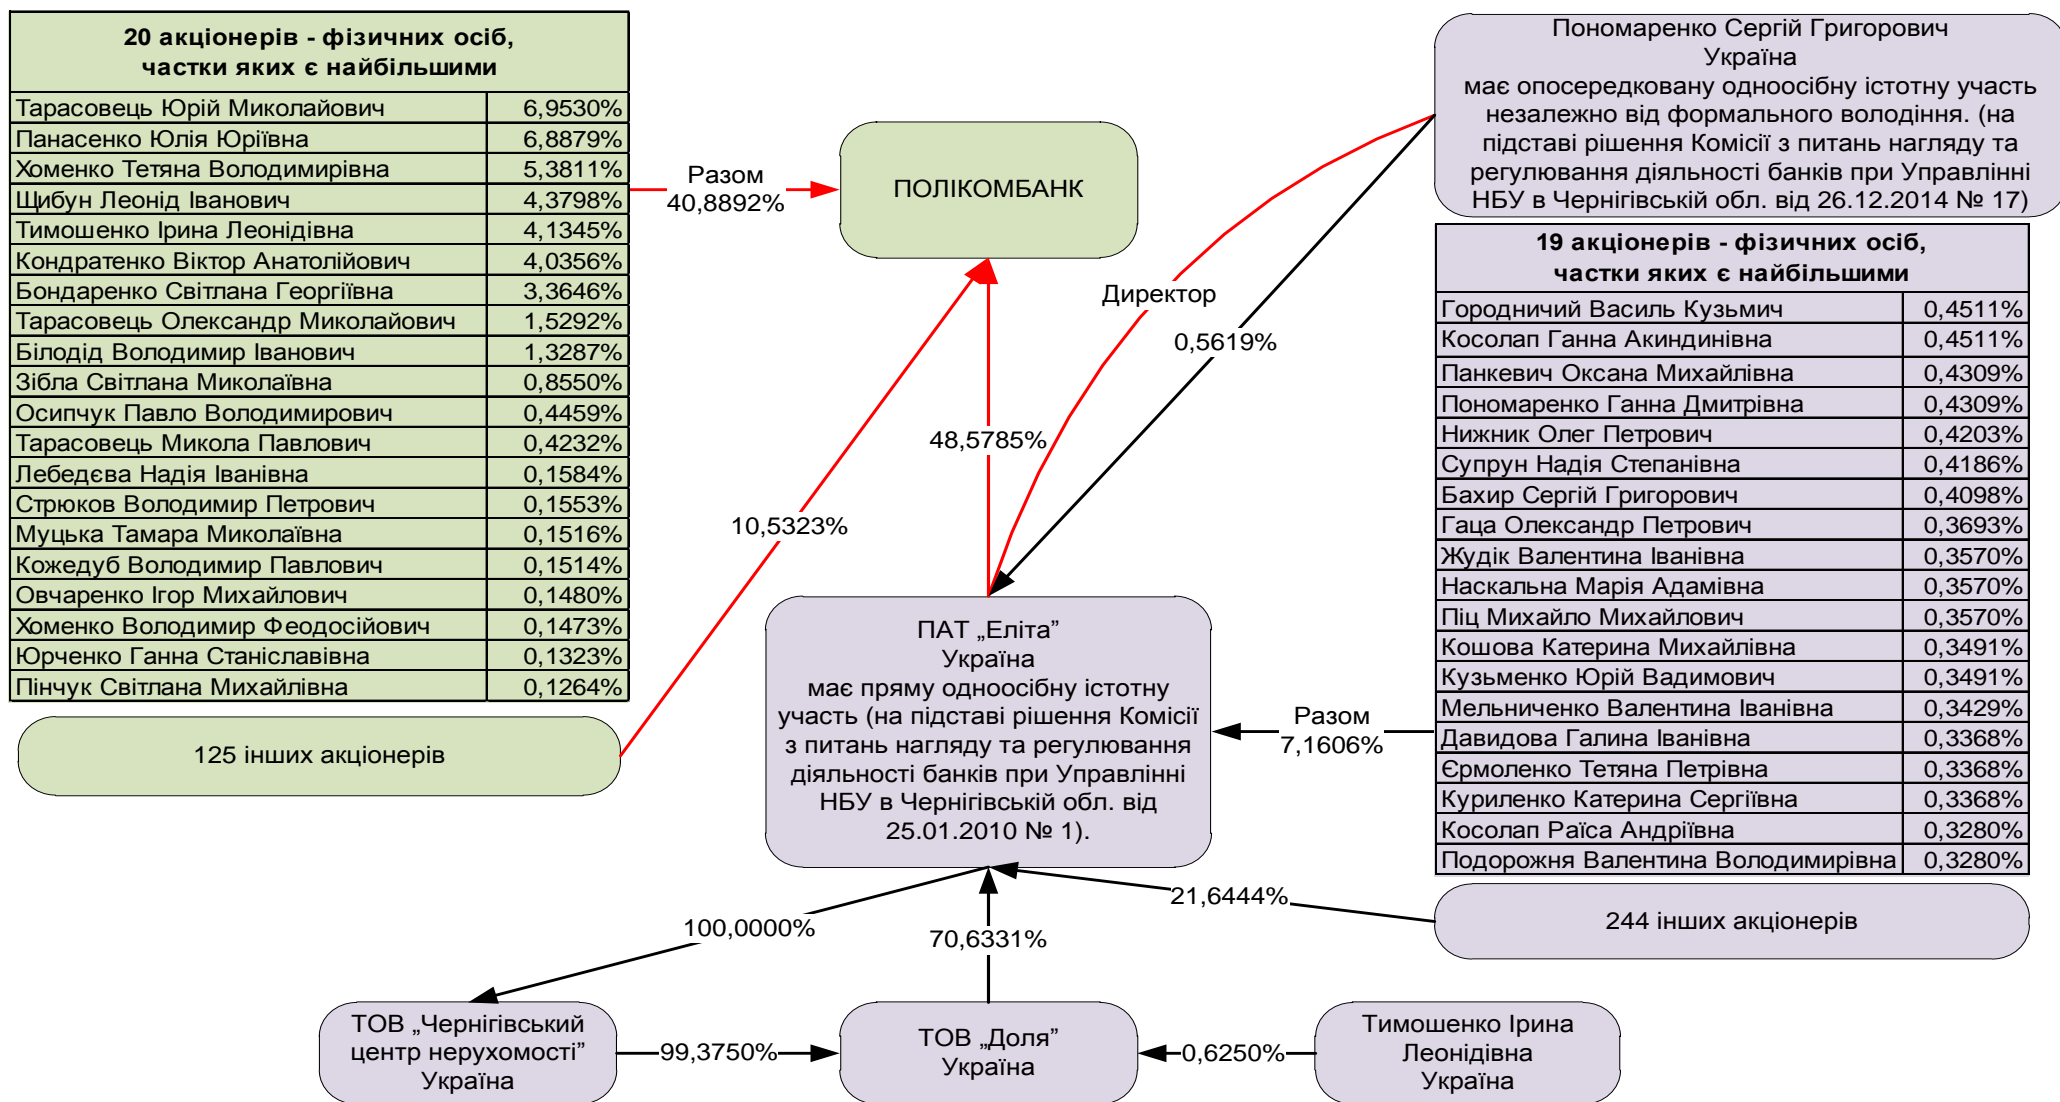 20 акціонерів - фізичних осіб,
частки яких є найбільшими
Тарасовець Юрій Миколайович 6,9530%
Панасенко Юлія Юріївна 6,8879%
Хоменко Тетяна Володимирівна 5,3811%
Щибун Леонід Іванович 4,3798%
Тимошенко Ірина Леонідівна 4,1345%
Кондратенко Віктор Анатолійович 4,0356%
Бондаренко Світлана Георгіївна 3,3646%
Тарасовець Олександр Миколайович 1,5292%
Білодід Володимир Іванович 1,3287%
Зібла Світлана Миколаївна 0,8550%
Осипчук Павло Володимирович 0,4459%
Тарасовець Микола Павлович 0,4232%
Лебедєва Надія Іванівна 0,1584%
Стрюков Володимир Петрович 0,1553%
Муцька Тамара Миколаївна 0,1516%
Кожедуб Володимир Павлович 0,1514%
Овчаренко Ігор Михайлович 0,1480%
Хоменко Володимир Феодосійович 0,1473%
Юрченко Ганна Станіславівна 0,1323%
Пінчук Світлана Михайлівна 0,1264%
125 інших акціонерів
Разом
40,8892%
ПОЛІКОМБАНК
10,5323%
48,5785%
Директор
0,5619%
Пономаренко Сергій Григорович
Україна
має опосередковану одноосібну істотну участь
незалежно від формального володіння. (на
підставі рішення Комісії з питань нагляду та
регулювання діяльності банків при Управлінні
НБУ в Чернігівській обл. від 26.12.2014 № 17)
19 акціонерів - фізичних осіб,
частки яких є найбільшими
Городничий Василь Кузьмич 0,4511%
Косолап Ганна Акиндинівна 0,4511%
Панкевич Оксана Михайлівна 0,4309%
Пономаренко Ганна Дмитрівна 0,4309%
Нижник Олег Петрович 0,4203%
Супрун Надія Степанівна 0,4186%
Бахир Сергій Григорович 0,4098%
Гаца Олександр Петрович 0,3693%
Жудік Валентина Іванівна 0,3570%
Наскальна Марія Адамівна 0,3570%
Піц Михайло Михайлович 0,3570%
Кошова Катерина Михайлівна 0,3491%
Кузьменко Юрій Вадимович 0,3491%
Мельниченко Валентина Іванівна 0,3429%
Давидова Галина Іванівна 0,3368%
Єрмоленко Тетяна Петрівна 0,3368%
Куриленко Катерина Сергіївна 0,3368%
Косолап Раїса Андріївна 0,3280%
Подорожня Валентина Володимирівна 0,3280%
244 інших акціонерів
ПАТ „Еліта”
Україна
має пряму одноосібну істотну
участь (на підставі рішення Комісії
з питань нагляду та регулювання
діяльності банків при Управлінні
НБУ в Чернігівській обл. від
25.01.2010 № 1).
Разом
7,1606%
21,6444%
100,0000%
70,6331%
ТОВ „Чернігівський
центр нерухомості”
Україна
99,3750%
ТОВ „Доля”
Україна
0,6250%
Тимошенко Ірина
Леонідівна
Україна